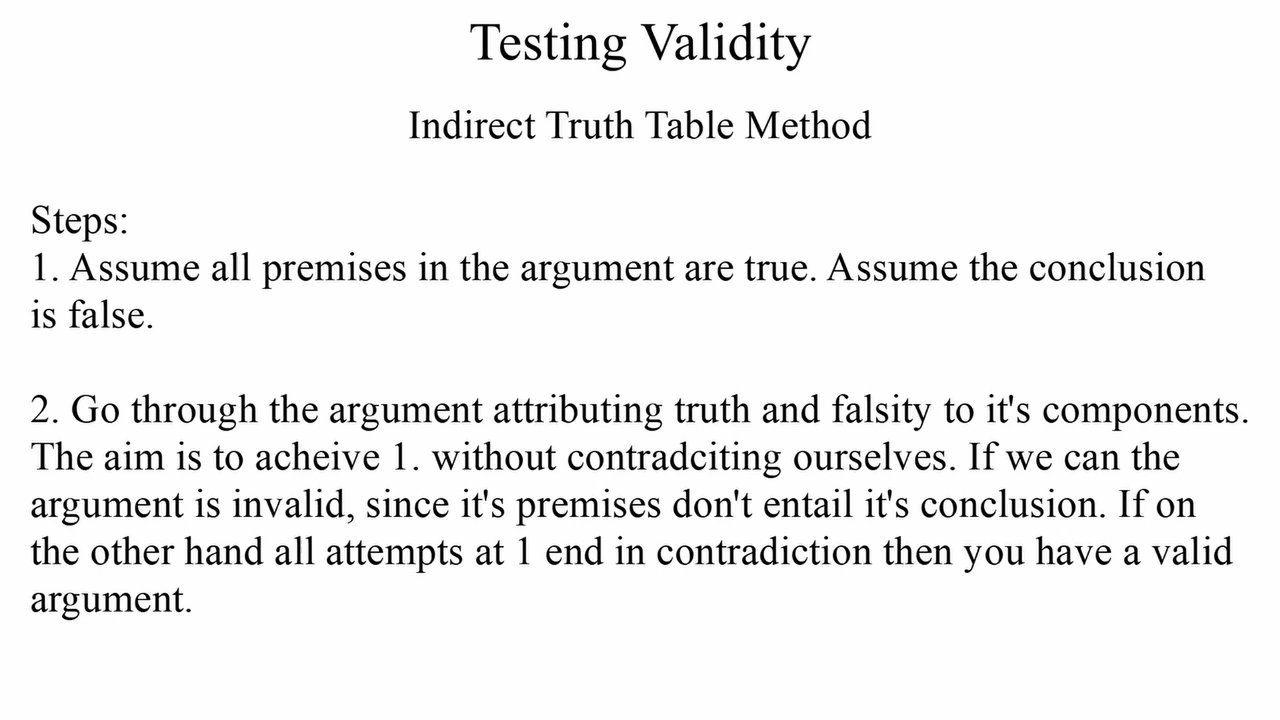 Testing Validity
Indirect Truth Table Method
Steps:
1. Assume all premises in the argument are true. Assume the conclusion
is false.
2. Go through the argument attributing truth and falsity to it's components.
The aim is to acheive 1. without contradciting ourselves. If we can the
argument is invalid, since it's premises don't entail it's conclusion. If on
the other hand all attempts at 1 end in contradiction then you have a valid
argument.